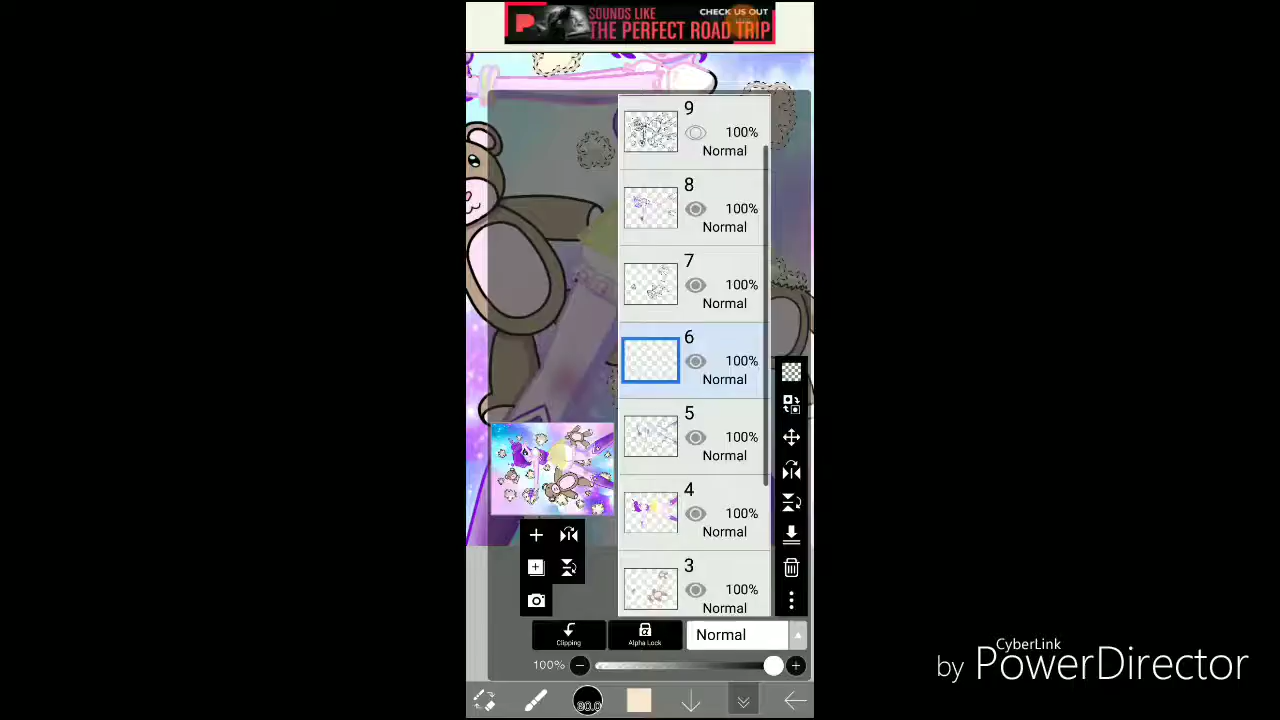 SOUNDS LIKE
CHECK US OUT
THE PERFECT ROAD TRIP
9
100%
Normal
8
100%
Normal
7
100%
Normal
6
100%
Normal
5
100%
Normal
4
100%
Normal
3
100%
Normal
Clipping
Alpha Lock
Normal
100%
80.0
CyberLink
by PowerDirector